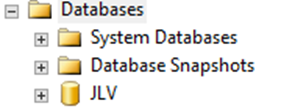 Databases
System Databases
Database Snapshots
JLV